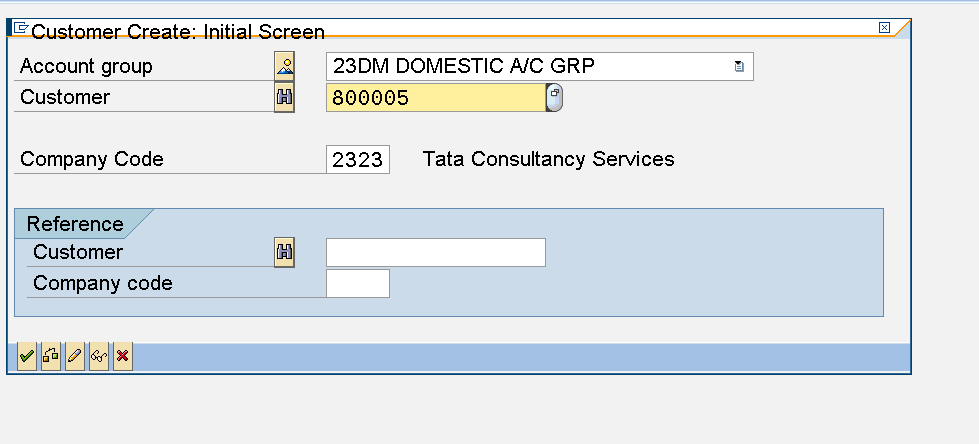 Customer Create: Initial Screen
Account group 23DM DOMESTIC A/C GRP
Customer 800005
Company Code 2323 Tata Consultancy Services
Reference
Customer
Company code